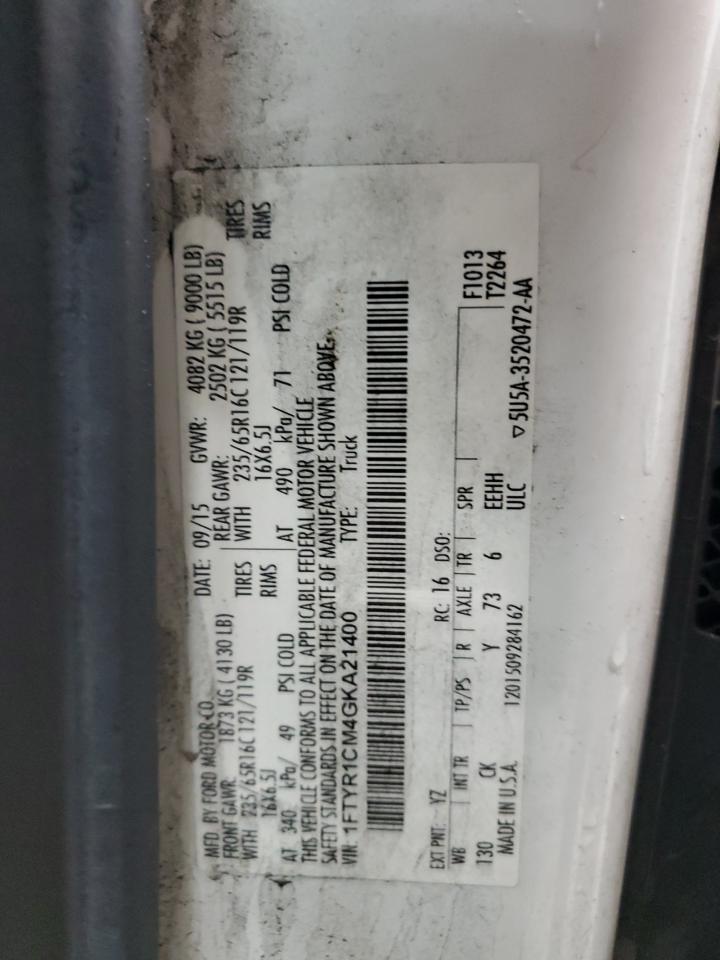 MFD. BY FORD MOTOR CO. DATE: 09/15 GVWR: 4082 KG ( 9000 LB)
FRONT GAWR: 1873 KG ( 4130 LB) REAR GAWR: 2502 KG ( 5515 LB)
WITH 235/65R16C 121/119R TIRES WITH 235/65R16C 121/119R TIRES
16X6.5J RIMS 16X6.5J RIMS
AT 340 kPa/ 49 PSI COLD AT 490 kPa/ 71 PSI COLD
THIS VEHICLE CONFORMS TO ALL APPLICABLE FEDERAL MOTOR VEHICLE
SAFETY STANDARDS IN EFFECT ON THE DATE OF MANUFACTURE SHOWN ABOVE.
VIN: 1FTYR1CM4GKA21400 TYPE: Truck
EXT PNT: YZ RC: 16 DSO:
WB INT TR TP/PS R AXLE TR SPR F1013
130 CK Y 73 6 EEHH T2264
MADE IN U.S.A. 1201509284162 ULC ▽5U5A-3520472-AA